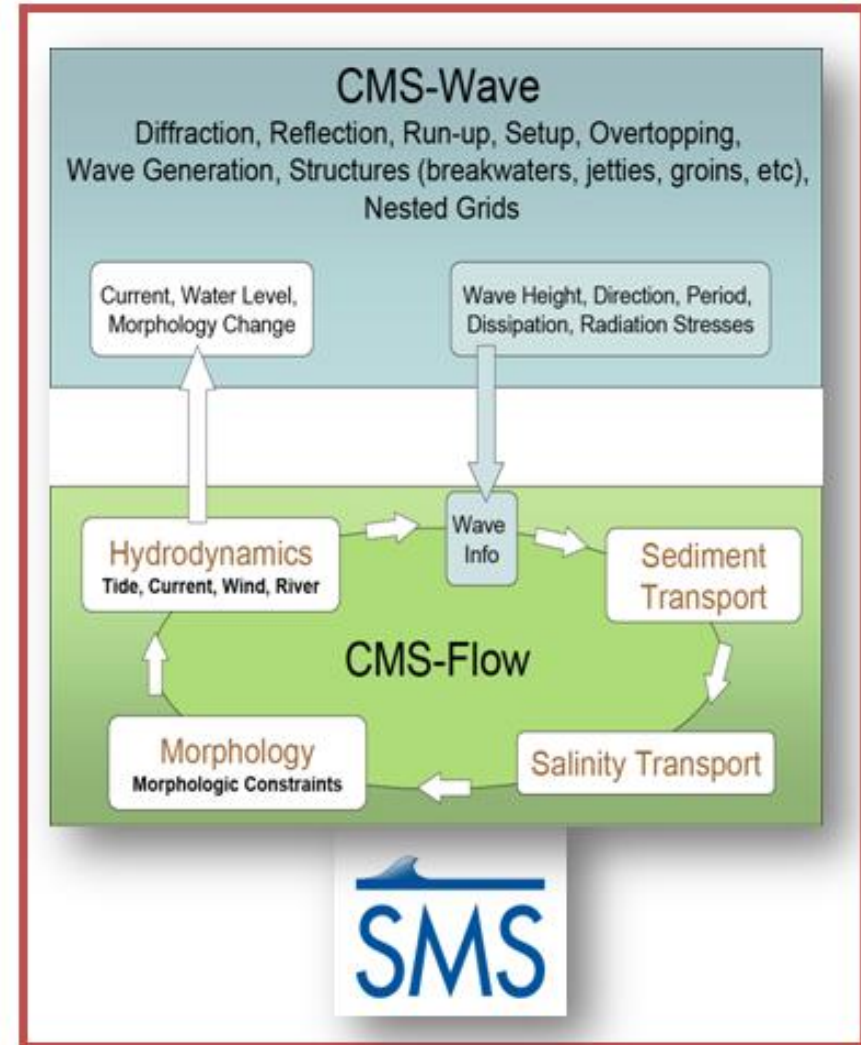 CMS-Wave
Diffraction, Reflection, Run-up, Setup, Overtopping,
Wave Generation, Structures (breakwaters, jetties, groins, etc),
Nested Grids
Current, Water Level,
Morphology Change
Wave Height, Direction, Period,
Dissipation, Radiation Stresses
Hydrodynamics
Tide, Current, Wind, River
Wave
Info
Sediment
Transport
CMS-Flow
Morphology
Morphologic Constraints
Salinity Transport
SMS